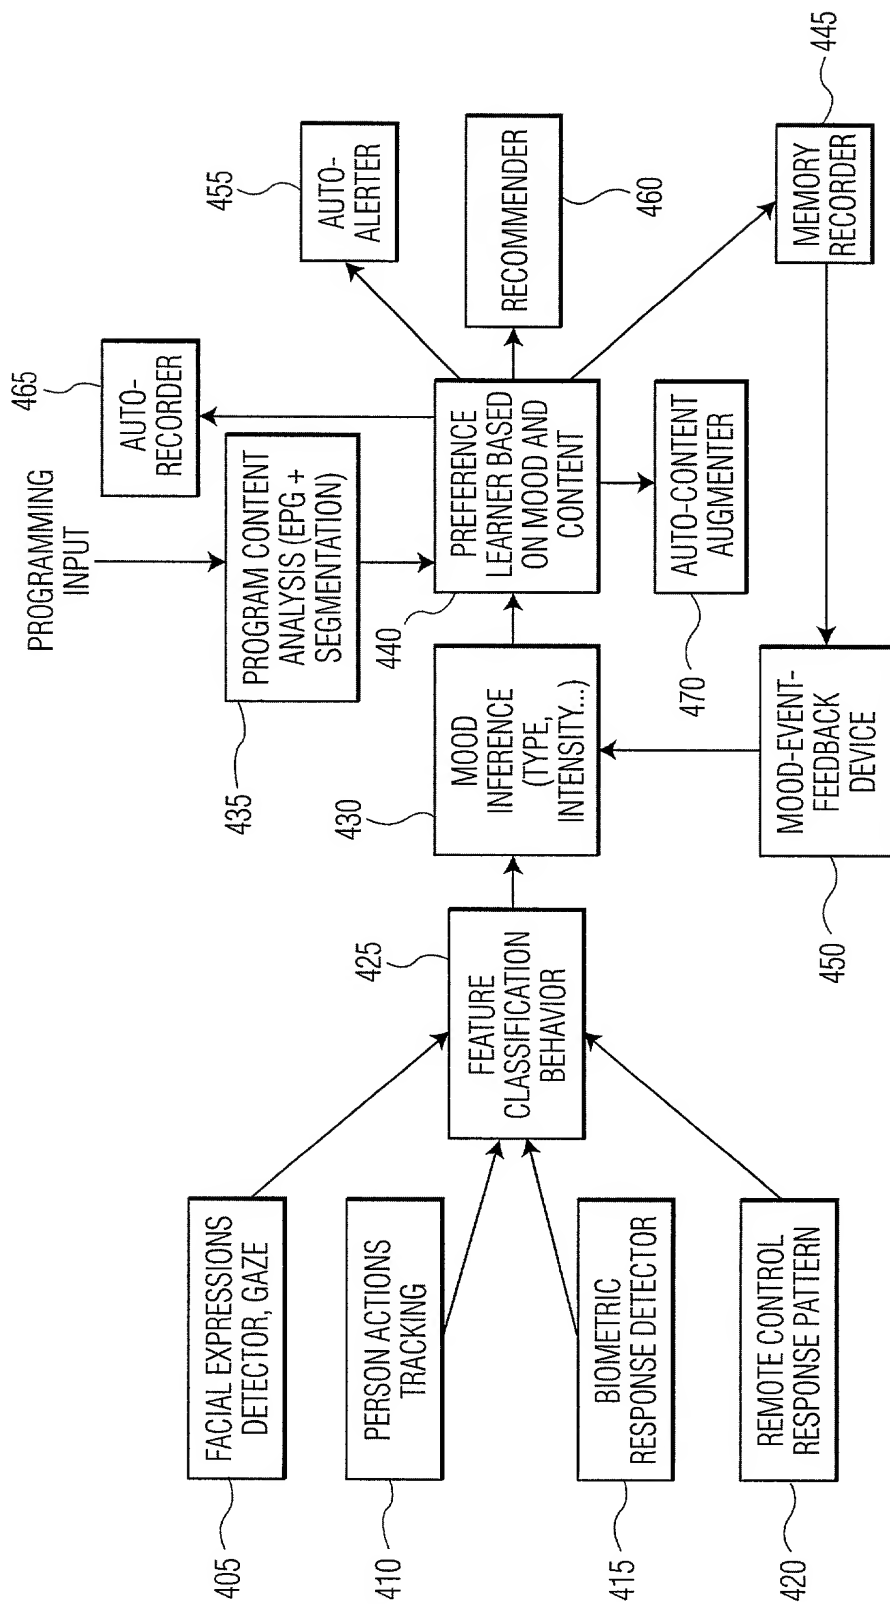 405
FACIAL EXPRESSIONS
DETECTOR, GAZE
410
PERSON ACTIONS
TRACKING
415
BIOMETRIC
RESPONSE DETECTOR
420
REMOTE CONTROL
RESPONSE PATTERN
425
FEATURE
CLASSIFICATION
BEHAVIOR
430
MOOD
INFERENCE
(TYPE,
INTENSITY...)
PROGRAMMING
INPUT
435
PROGRAM CONTENT
ANALYSIS (EPG +
SEGMENTATION)
440
PREFERENCE
LEARNER BASED
ON MOOD AND
CONTENT
465
AUTO-
RECORDER
455
AUTO-
ALERTER
RECOMMENDER
460
445
MEMORY
RECORDER
470
AUTO-CONTENT
AUGMENTER
450
MOOD-EVENT-
FEEDBACK
DEVICE